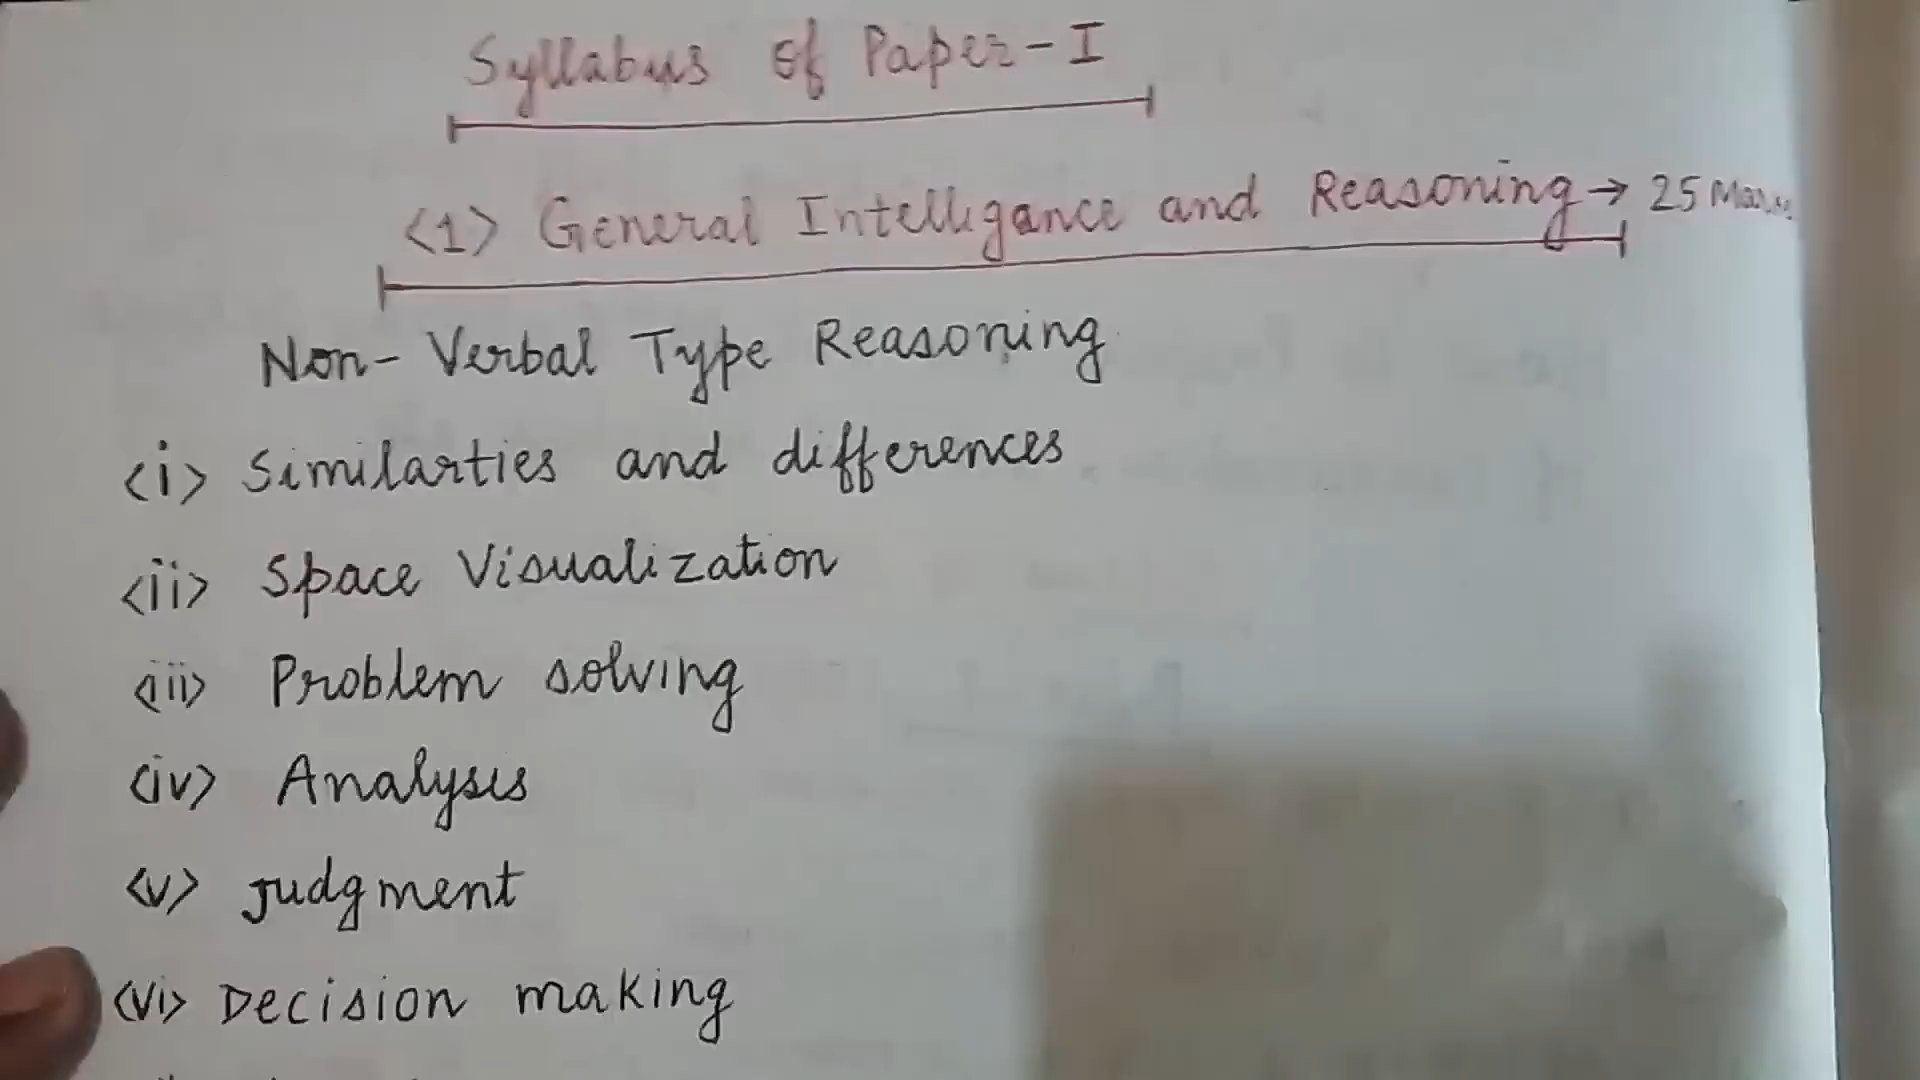 Syllabus of Paper-I
<1> General Intelligance and Reasoning → 25 Marks
Non-Verbal Type Reasoning
<i> Similarties and differences
<ii> Space Visualization
<iii> Problem solving
<iv> Analysis
<v> Judgment
<vi> Decision making